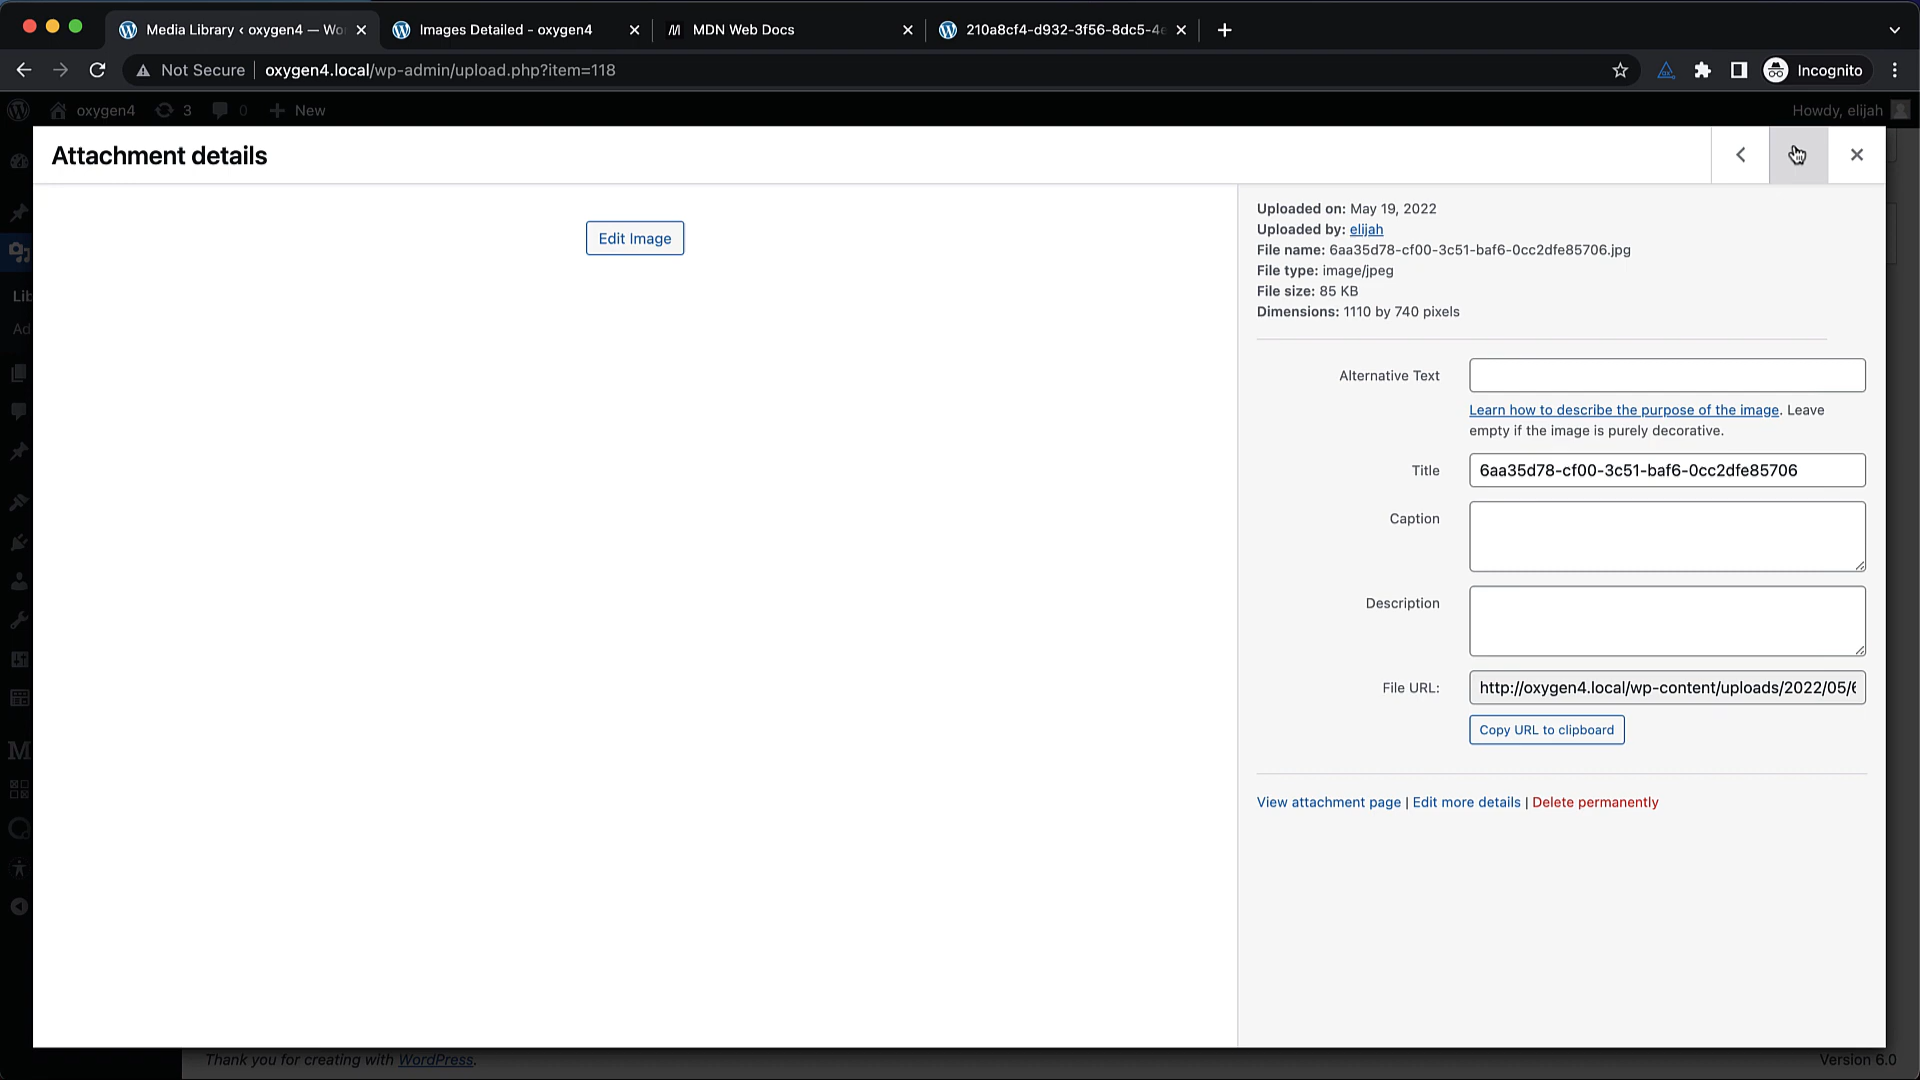 Media Library ‹ oxygen4 — Wo
Images Detailed - oxygen4
MDN Web Docs
210a8cf4-d932-3f56-8dc5-4e
Not Secure
oxygen4.local/wp-admin/upload.php?item=118
Incognito
oxygen4
3
0
New
Howdy, elijah
Attachment details
Edit Image
Uploaded on: May 19, 2022
Uploaded by: elijah
File name: 6aa35d78-cf00-3c51-baf6-0cc2dfe85706.jpg
File type: image/jpeg
File size: 85 KB
Dimensions: 1110 by 740 pixels
Alternative Text
Learn how to describe the purpose of the image. Leave
empty if the image is purely decorative.
Title
6aa35d78-cf00-3c51-baf6-0cc2dfe85706
Caption
Description
File URL:
http://oxygen4.local/wp-content/uploads/2022/05/6
Copy URL to clipboard
View attachment page | Edit more details | Delete permanently
Lib
Ad
Thank you for creating with WordPress.
Version 6.0